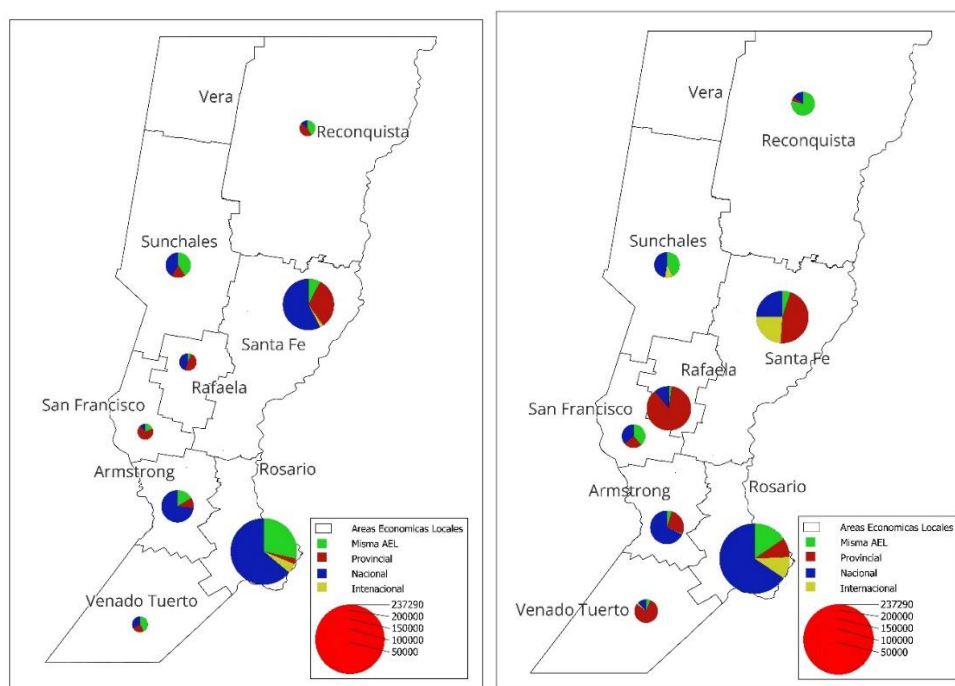 Vera
Reconquista
Sunchales
Santa Fe
Rafaela
San Francisco
Armstrong
Rosario
Venado Tuerto
Areas Economicas Locales
Misma AEL
Provincial
Nacional
Intenacional
237290
200000
150000
100000
50000
Vera
Reconquista
Sunchales
Santa Fe
Rafaela
San Francisco
Armstrong
Rosario
Venado Tuerto
Areas Economicas Locales
Misma AEL
Provincial
Nacional
Intenacional
237290
200000
150000
100000
50000